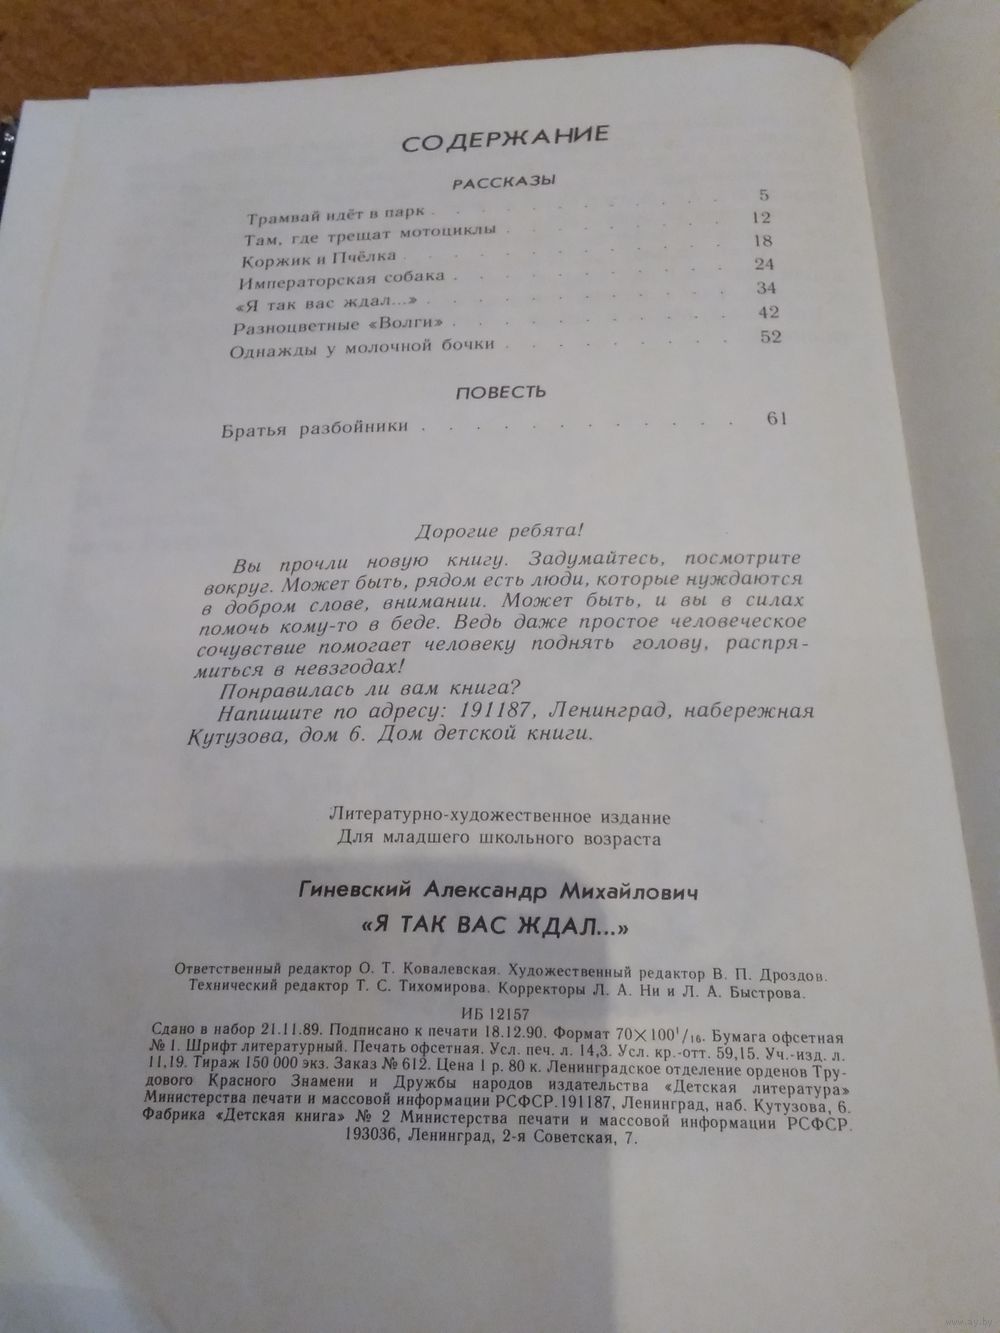 СОДЕРЖАНИЕ
РАССКАЗЫ
Трамвай идёт в парк . . . . . . . . . . . 5
Там, где трещат мотоциклы . . . . . . . . 12
Коржик и Пчёлка . . . . . . . . . . . . 18
Императорская собака . . . . . . . . . . 24
«Я так вас ждал...» . . . . . . . . . . . 34
Разноцветные «Волги» . . . . . . . . . . 42
Однажды у молочной бочки . . . . . . . . 52
ПОВЕСТЬ
Братья разбойники . . . . . . . . . . . . 61
Дорогие ребята!
Вы прочли новую книгу. Задумайтесь, посмотрите
вокруг. Может быть, рядом есть люди, которые нуждаются
в добром слове, внимании. Может быть, и вы в силах
помочь кому-то в беде. Ведь даже простое человеческое
сочувствие помогает человеку поднять голову, распря-
миться в невзгодах!
Понравилась ли вам книга?
Напишите по адресу: 191187, Ленинград, набережная
Кутузова, дом 6. Дом детской книги.
Литературно-художественное издание
Для младшего школьного возраста
Гиневский Александр Михайлович
«Я ТАК ВАС ЖДАЛ...»
Ответственный редактор О. Т. Ковалевская. Художественный редактор В. П. Дроздов.
Технический редактор Т. С. Тихомирова. Корректоры Л. А. Ни и Л. А. Быстрова.
ИБ 12157
Сдано в набор 21.11.89. Подписано к печати 18.12.90. Формат 70×100¹/₁₆. Бумага офсетная
№ 1. Шрифт литературный. Печать офсетная. Усл. печ. л. 14,3. Усл. кр.-отт. 59,15. Уч.-изд. л.
11,19. Тираж 150 000 экз. Заказ № 612. Цена 1 р. 80 к. Ленинградское отделение орденов Тру-
дового Красного Знамени и Дружбы народов издательства «Детская литература»
Министерства печати и массовой информации РСФСР. 191187, Ленинград, наб. Кутузова, 6.
Фабрика «Детская книга» № 2 Министерства печати и массовой информации РСФСР.
193036, Ленинград, 2-я Советская, 7.
www.ay.by